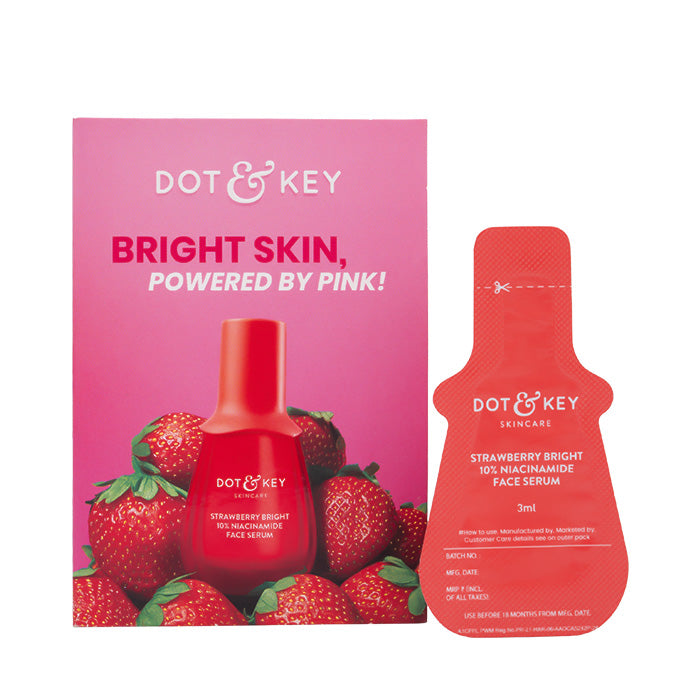 DOT & KEY
BRIGHT SKIN,
POWERED BY PINK!
DOT & KEY
SKINCARE
STRAWBERRY BRIGHT
10% NIACINAMIDE
FACE SERUM
DOT & KEY
SKINCARE
STRAWBERRY BRIGHT
10% NIACINAMIDE
FACE SERUM
3ml
#How to use, Manufactured by, Marketed by,
Customer Care details see on outer pack
BATCH NO :
MFG. DATE:
MRP ₹ (INCL.
OF ALL TAXES):
USE BEFORE 18 MONTHS FROM MFG. DATE.